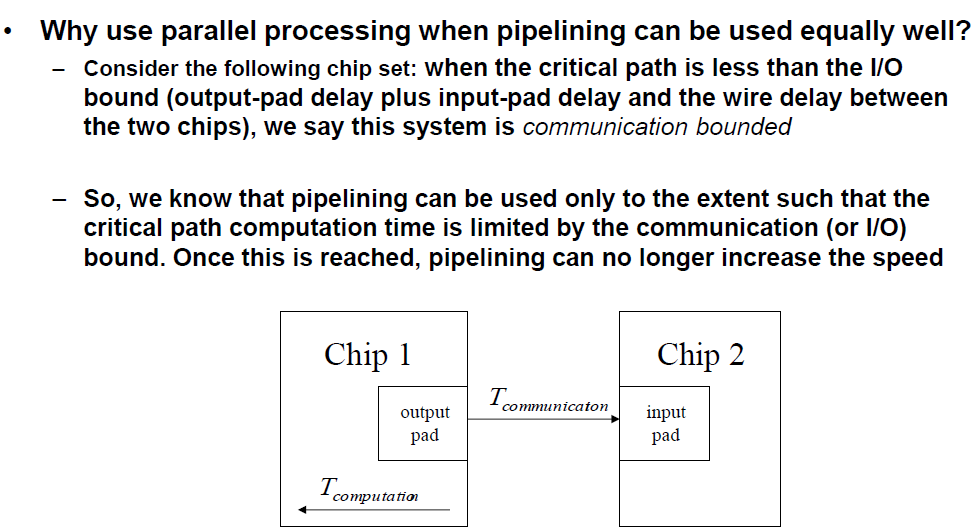 • Why use parallel processing when pipelining can be used equally well?
– Consider the following chip set: when the critical path is less than the I/O
bound (output-pad delay plus input-pad delay and the wire delay between
the two chips), we say this system is communication bounded
– So, we know that pipelining can be used only to the extent such that the
critical path computation time is limited by the communication (or I/O)
bound. Once this is reached, pipelining can no longer increase the speed
Chip 1
output
pad
Tcomputation
Tcommunicaton
Chip 2
input
pad